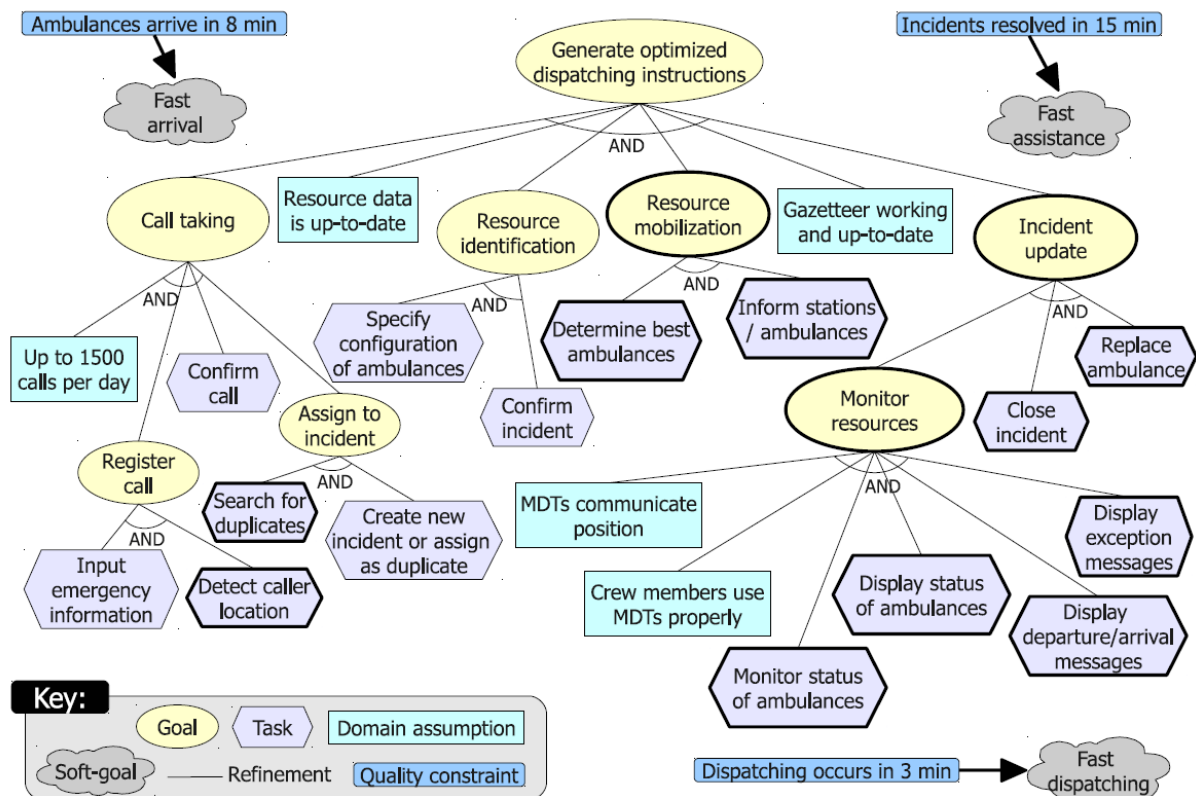 Ambulances arrive in 8 min
Incidents resolved in 15 min
Generate optimized
dispatching instructions
Fast
arrival
Fast
assistance
AND
Call taking
Resource data
is up-to-date
Resource
identification
Resource
mobilization
Gazetteer working
and up-to-date
Incident
update
AND
AND
AND
AND
Up to 1500
calls per day
Confirm
call
Specify
configuration
of ambulances
Determine best
ambulances
Inform stations
/ ambulances
Replace
ambulance
Assign to
incident
Confirm
incident
Monitor
resources
Close
incident
Register
call
AND
AND
Search for
duplicates
Create new
incident or assign
as duplicate
MDTs communicate
position
Display
exception
messages
AND
Input
emergency
information
Detect caller
location
Crew members use
MDTs properly
Display status
of ambulances
Display
departure/arrival
messages
Monitor status
of ambulances
Key:
Goal
Task
Domain assumption
Soft-goal
Refinement
Quality constraint
Dispatching occurs in 3 min
Fast
dispatching